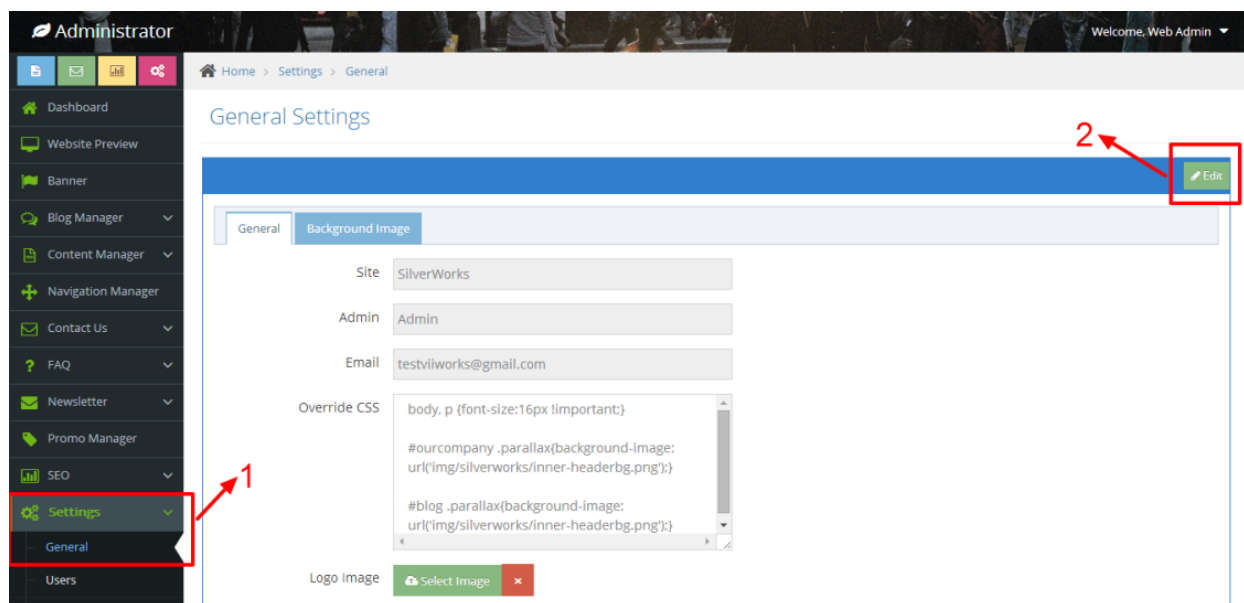 Administrator
Welcome, Web Admin
Home > Settings > General
Dashboard
General Settings
Website Preview
2
Edit
Banner
Blog Manager
General
Background Image
Content Manager
Site
SilverWorks
Navigation Manager
Admin
Admin
Contact Us
Email
testviiworks@gmail.com
FAQ
Newsletter
Override CSS
body, p {font-size:16px !important;}
#ourcompany .parallax{background-image:
url('img/silverworks/inner-headerbg.png');}
#blog .parallax{background-image:
url('img/silverworks/inner-headerbg.png');}
Promo Manager
SEO
1
Settings
General
Users
Logo Image
Select Image
×